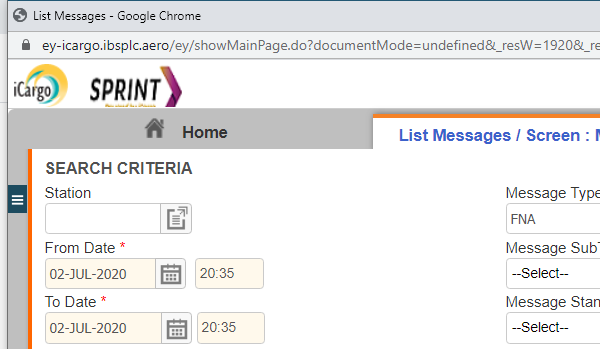 List Messages - Google Chrome
ey-icargo.ibsplc.aero/ey/showMainPage.do?documentMode=undefined&_resW=1920&_re
iCargo SPRINT
Home List Messages / Screen :
SEARCH CRITERIA
Station Message Type
FNA
From Date * Message Sub
02-JUL-2020 20:35 --Select--
To Date * Message Stan
02-JUL-2020 20:35 --Select--